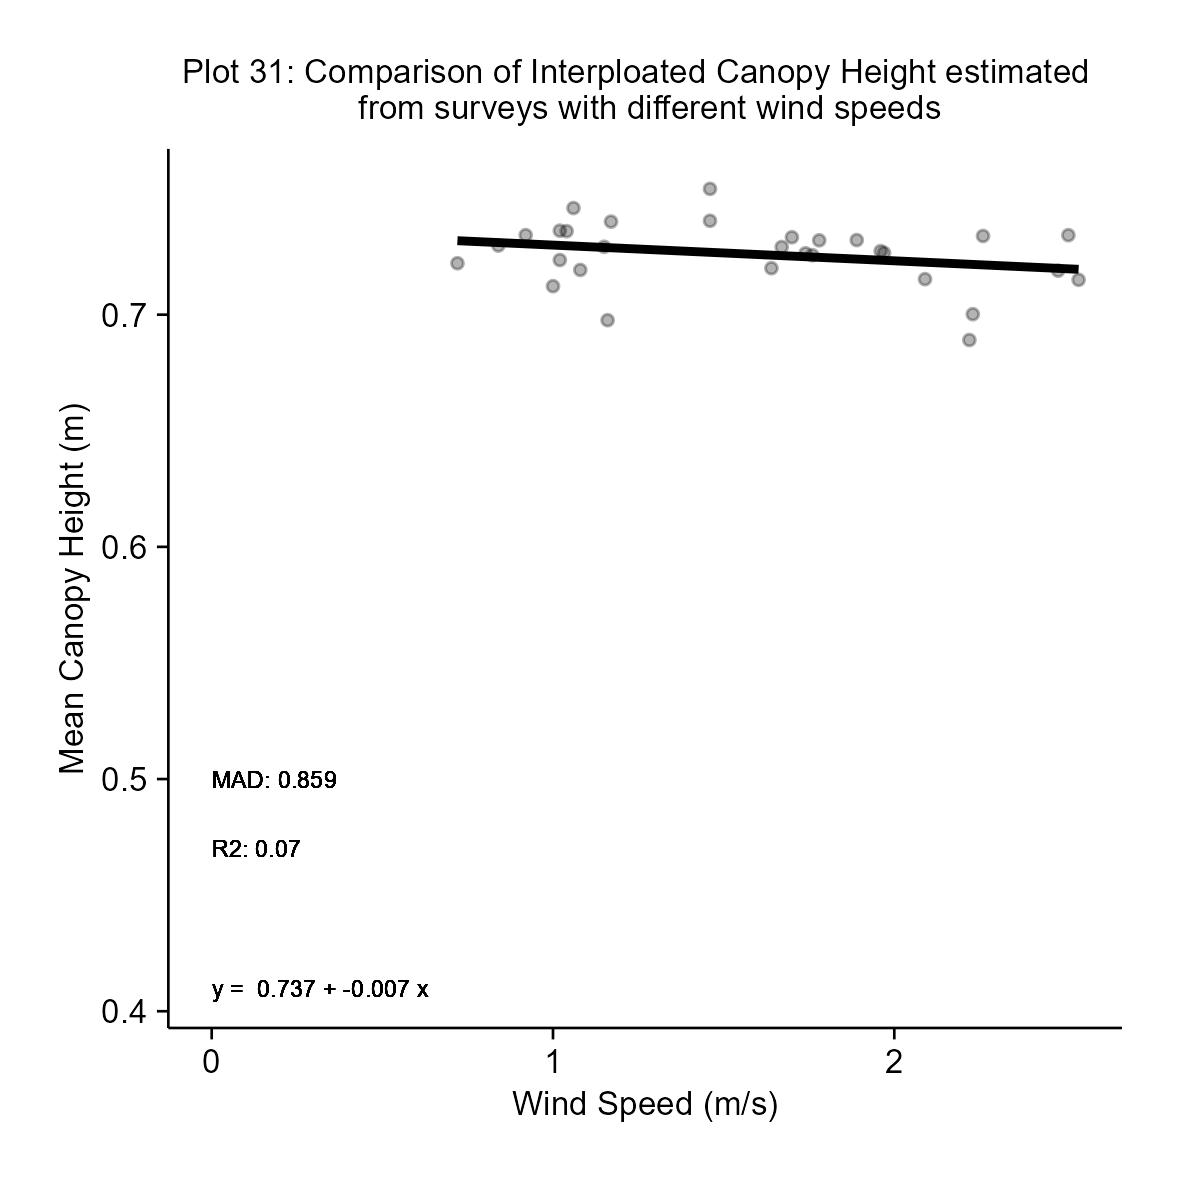 Plot 31: Comparison of Interploated Canopy Height estimated
from surveys with different wind speeds
Mean Canopy Height (m)
0.7
0.6
0.5
0.4
MAD: 0.859
R2: 0.07
y =  0.737 + -0.007 x
0
1
2
Wind Speed (m/s)